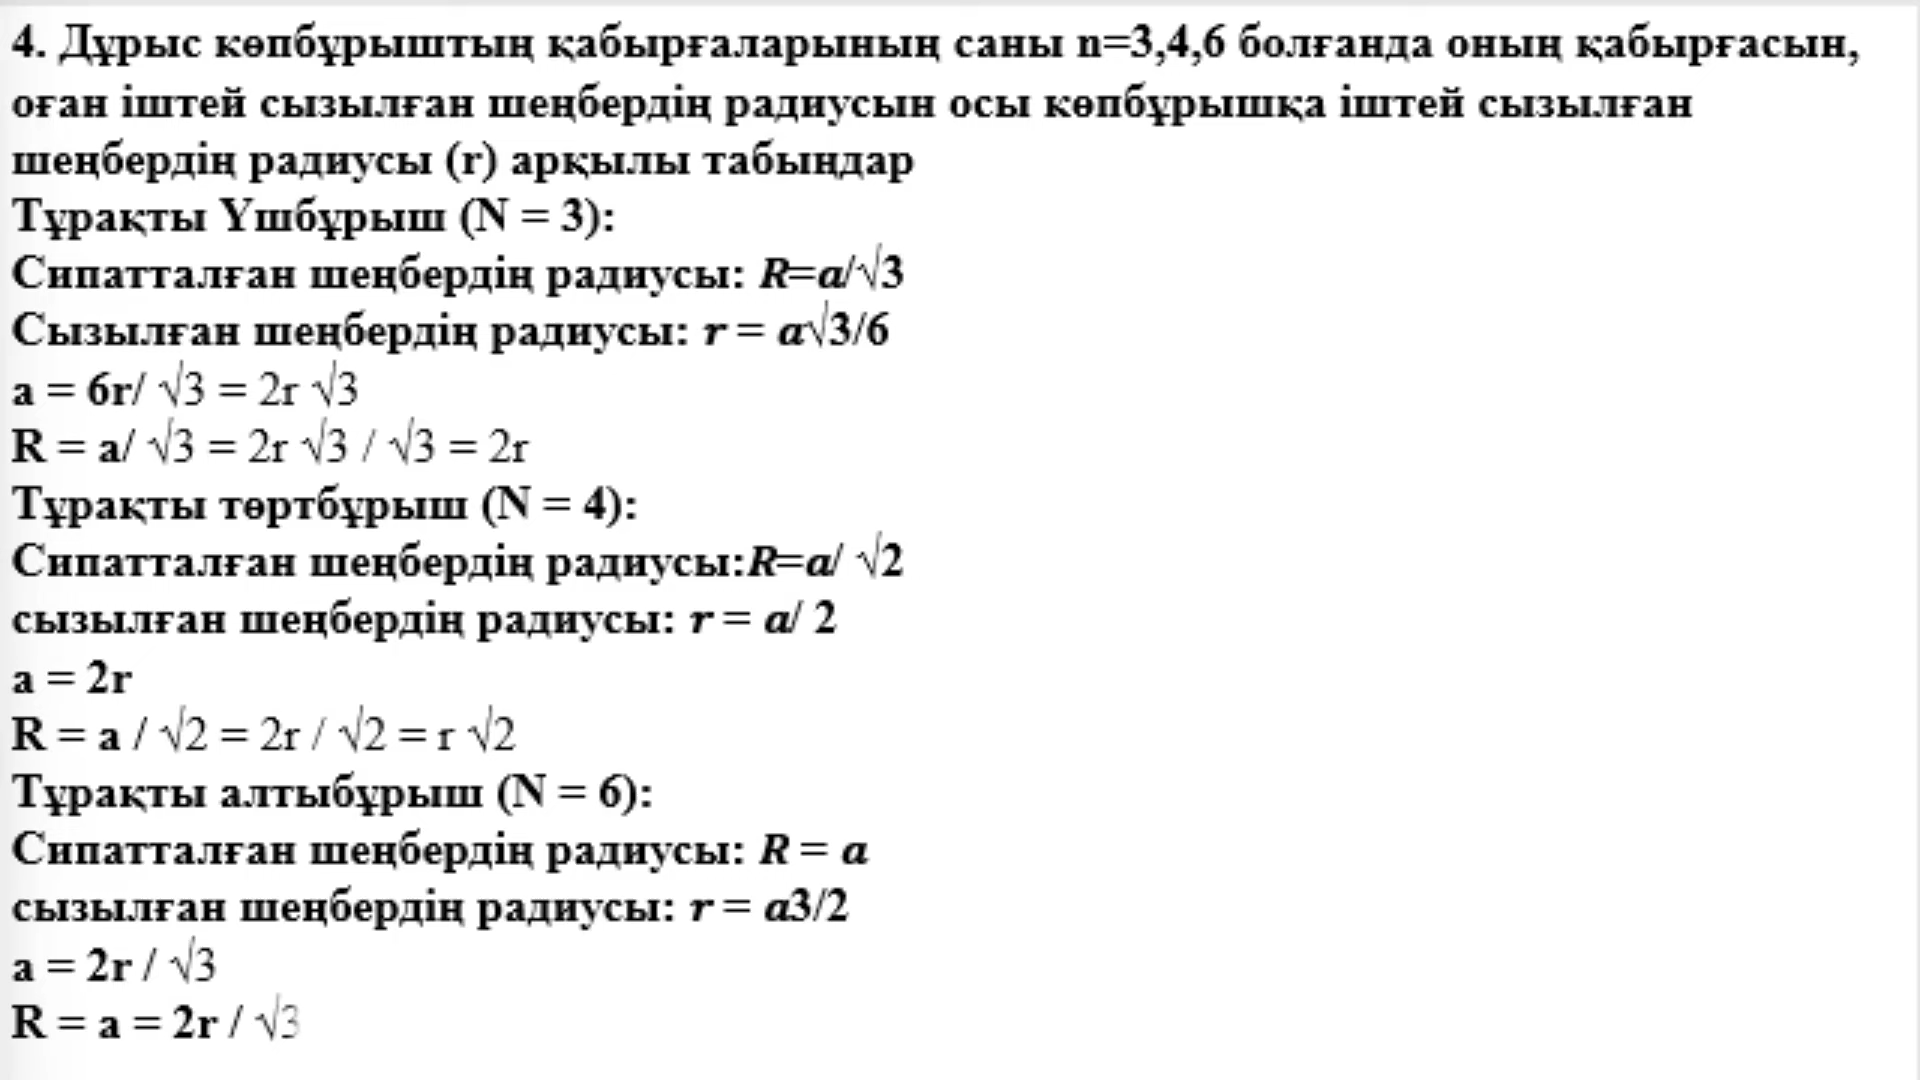 4. Дұрыс көпбұрыштың қабырғаларының саны n=3,4,6 болғанда оның қабырғасын,
оған іштей сызылған шеңбердің радиусын осы көпбұрышқа іштей сызылған
шеңбердің радиусы (r) арқылы табыңдар
Тұрақты Үшбұрыш (N = 3):
Сипатталған шеңбердің радиусы: R=a/√3
Сызылған шеңбердің радиусы: r = a√3/6
a = 6r/ √3 = 2r √3
R = a/ √3 = 2r √3 / √3 = 2r
Тұрақты төртбұрыш (N = 4):
Сипатталған шеңбердің радиусы:R=a/ √2
сызылған шеңбердің радиусы: r = a/ 2
a = 2r
R = a / √2 = 2r / √2 = r √2
Тұрақты алтыбұрыш (N = 6):
Сипатталған шеңбердің радиусы: R = a
сызылған шеңбердің радиусы: r = a3/2
a = 2r / √3
R = a = 2r / √3